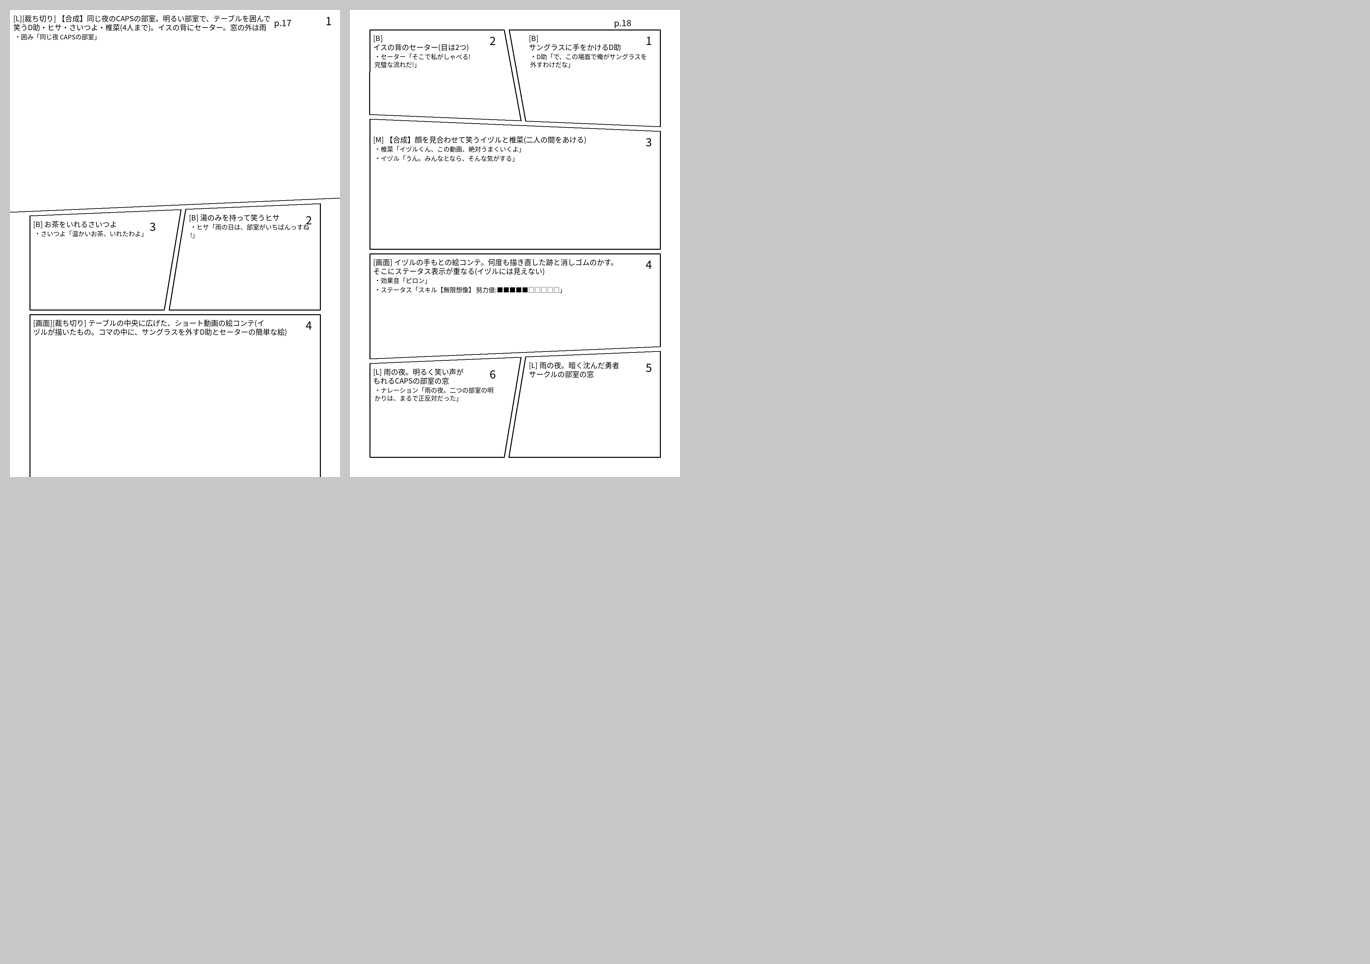 p.17
1
[L][裁ち切り] 【合成】同じ夜のCAPSの部室。明るい部室で、テーブルを囲んで
笑うD助・ヒサ・さいつよ・椎菜(4人まで)。イスの背にセーター。窓の外は雨
・囲み「同じ夜 CAPSの部室」
2
[B] 湯のみを持って笑うヒサ
・ヒサ「雨の日は、部室がいちばんっすね
!」
3
[B] お茶をいれるさいつよ
・さいつよ「温かいお茶、いれたわよ」
4
[画面][裁ち切り] テーブルの中央に広げた、ショート動画の絵コンテ(イ
ヅルが描いたもの。コマの中に、サングラスを外すD助とセーターの簡単な絵)
p.18
1
[B]
サングラスに手をかけるD助
・D助「で、この場面で俺がサングラスを
外すわけだな」
2
[B]
イスの背のセーター(目は2つ)
・セーター「そこで私がしゃべる!
完璧な流れだ!」
3
[M] 【合成】顔を見合わせて笑うイヅルと椎菜(二人の間をあける)
・椎菜「イヅルくん、この動画、絶対うまくいくよ」
・イヅル「うん。みんなとなら、そんな気がする」
4
[画面] イヅルの手もとの絵コンテ。何度も描き直した跡と消しゴムのかす。
そこにステータス表示が重なる(イヅルには見えない)
・効果音「ピロン」
・ステータス「スキル【無限想像】 努力値:■■■■■□□□□□」
5
[L] 雨の夜。暗く沈んだ勇者
サークルの部室の窓
6
[L] 雨の夜。明るく笑い声が
もれるCAPSの部室の窓
・ナレーション「雨の夜。二つの部室の明
かりは、まるで正反対だった」